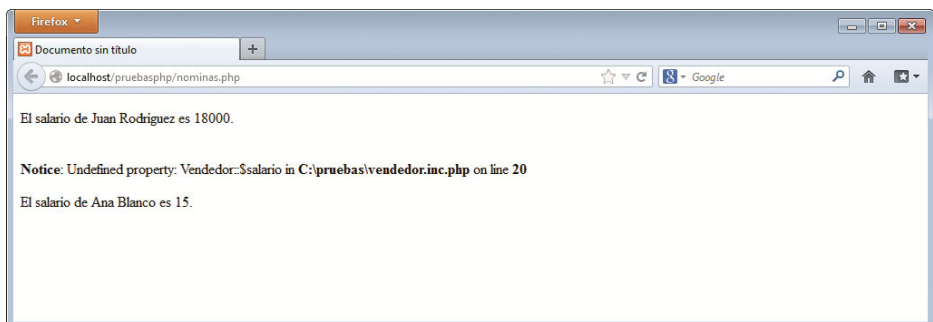 Firefox
Documento sin título
localhost/pruebasphp/nominas.php
Google
El salario de Juan Rodríguez es 18000.
Notice: Undefined property: Vendedor::$salario in C:\pruebas\vendedor.inc.php on line 20
El salario de Ana Blanco es 15.